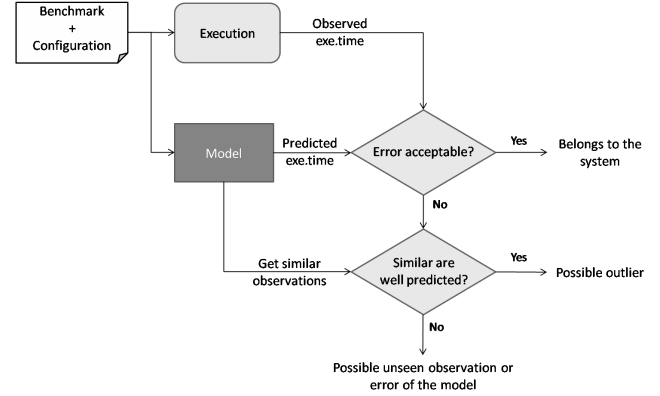 Benchmark
+
Configuration
Execution
Observed
exe.time
Model
Predicted
exe.time
Error acceptable?
Yes
Belongs to the
system
No
Get similar
observations
Similar are
well predicted?
Yes
Possible outlier
No
Possible unseen observation or
error of the model